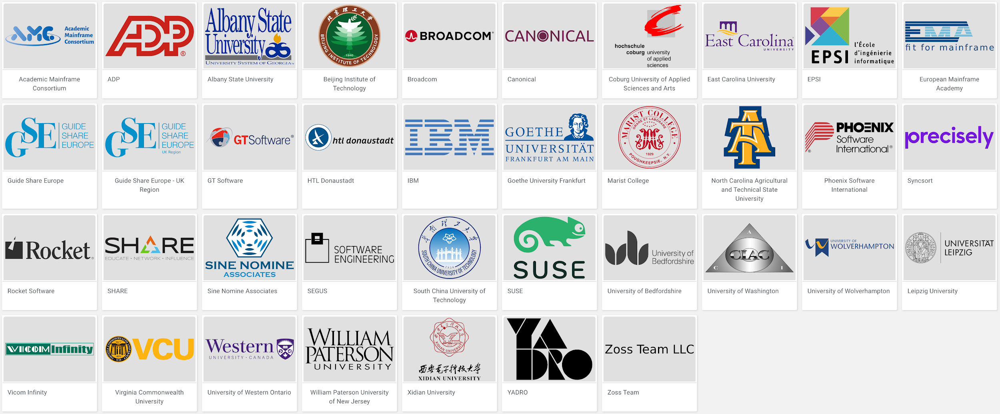 AMC
Academic
Mainframe
Consortium
Academic Mainframe
Consortium
ADP®
ADP
Albany State
University
UNIVERSITY SYSTEM OF GEORGIA™
Albany State University
北京理工大学
BEIJING INSTITUTE OF TECHNOLOGY
1940
Beijing Institute of
Technology
BROADCOM®
Broadcom
CANONICAL
Canonical
hochschule
coburg
university
of applied
sciences
Coburg University of Applied
Sciences and Arts
East Carolina®
UNIVERSITY
East Carolina University
EPSI
l'École
d'ingénierie
informatique
EPSI
EMA
fit for mainframe
European Mainframe
Academy
GSE
GUIDE
SHARE
EUROPE
Guide Share Europe
GSE
GUIDE
SHARE
EUROPE
UK Region
Guide Share Europe - UK
Region
GTSoftware®
GT Software
htl donaustadt
HTL Donaustadt
IBM
IBM
GOETHE
UNIVERSITÄT
FRANKFURT AM MAIN
Goethe University Frankfurt
MARIST COLLEGE
ORARE ET LABORARE
1929
POUGHKEEPSIE, N.Y.
Marist College
AT
North Carolina Agricultural
and Technical State
University
PHOENIX
Software
International®
®
Phoenix Software
International
precisely
Syncsort
Rocket®
Rocket Software
SHARE
EDUCATE · NETWORK · INFLUENCE
SHARE
SINE NOMINE
ASSOCIATES
Sine Nomine Associates
SOFTWARE
ENGINEERING
SEGUS
SOUTH CHINA UNIVERSITY OF TECHNOLOGY
1934
South China University of
Technology
SUSE
SUSE
University of
Bedfordshire
University of Bedfordshire
A
CIAC
C I
University of Washington
UNIVERSITY OF
WOLVERHAMPTON
University of Wolverhampton
UNIVERSITÄT
LEIPZIG
Leipzig University
VICOM Infinity
Vicom Infinity
VIRGINIA COMMONWEALTH UNIVERSITY
MCV
RPI
1838
VCU
Virginia Commonwealth
University
Western
UNIVERSITY · CANADA
University of Western Ontario
WILLIAM
PATERSON
UNIVERSITY
William Paterson University
of New Jersey
XIDIAN UNIVERSITY
西安电子科技大学
XIDIAN UNIVERSITY
Xidian University
YADRO
YADRO
Zoss Team LLC
Zoss Team